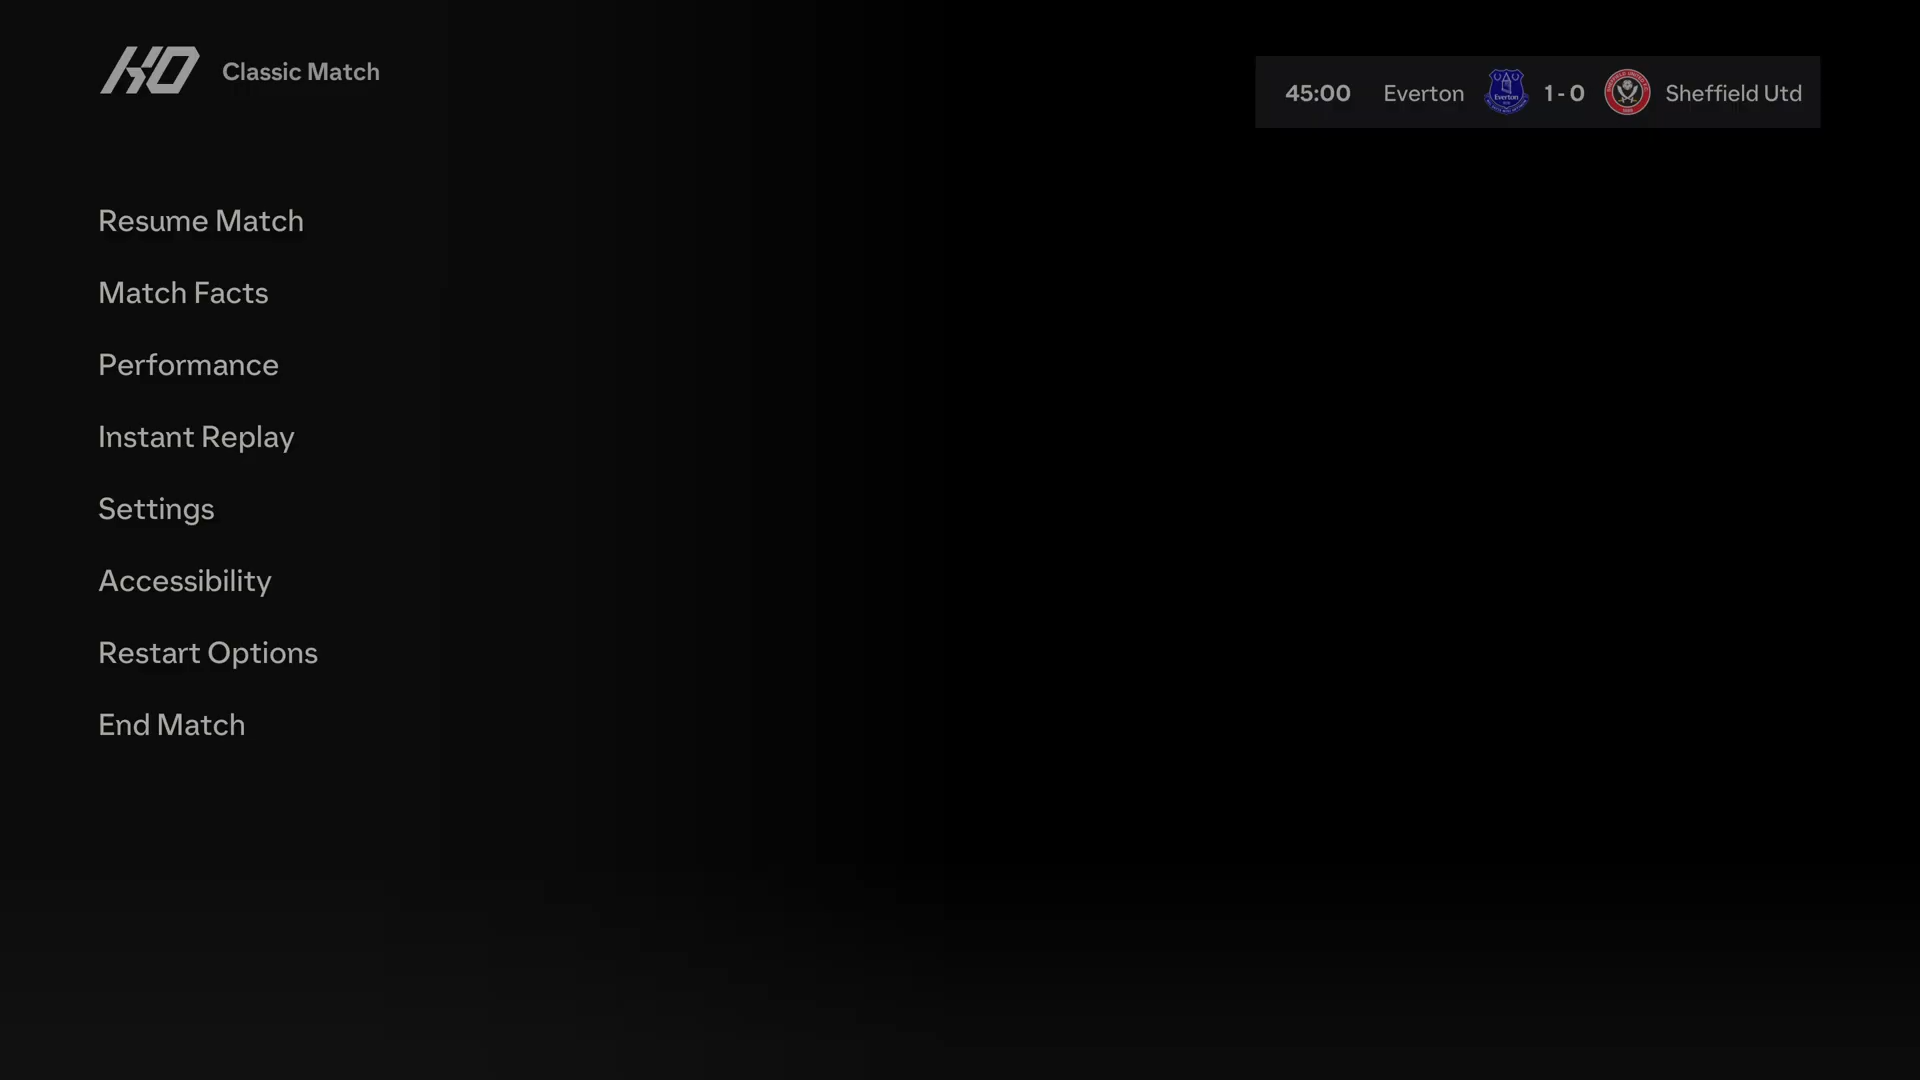 KO Classic Match
45:00 Everton 1 - 0 Sheffield Utd
Resume Match
Match Facts
Performance
Instant Replay
Settings
Accessibility
Restart Options
End Match